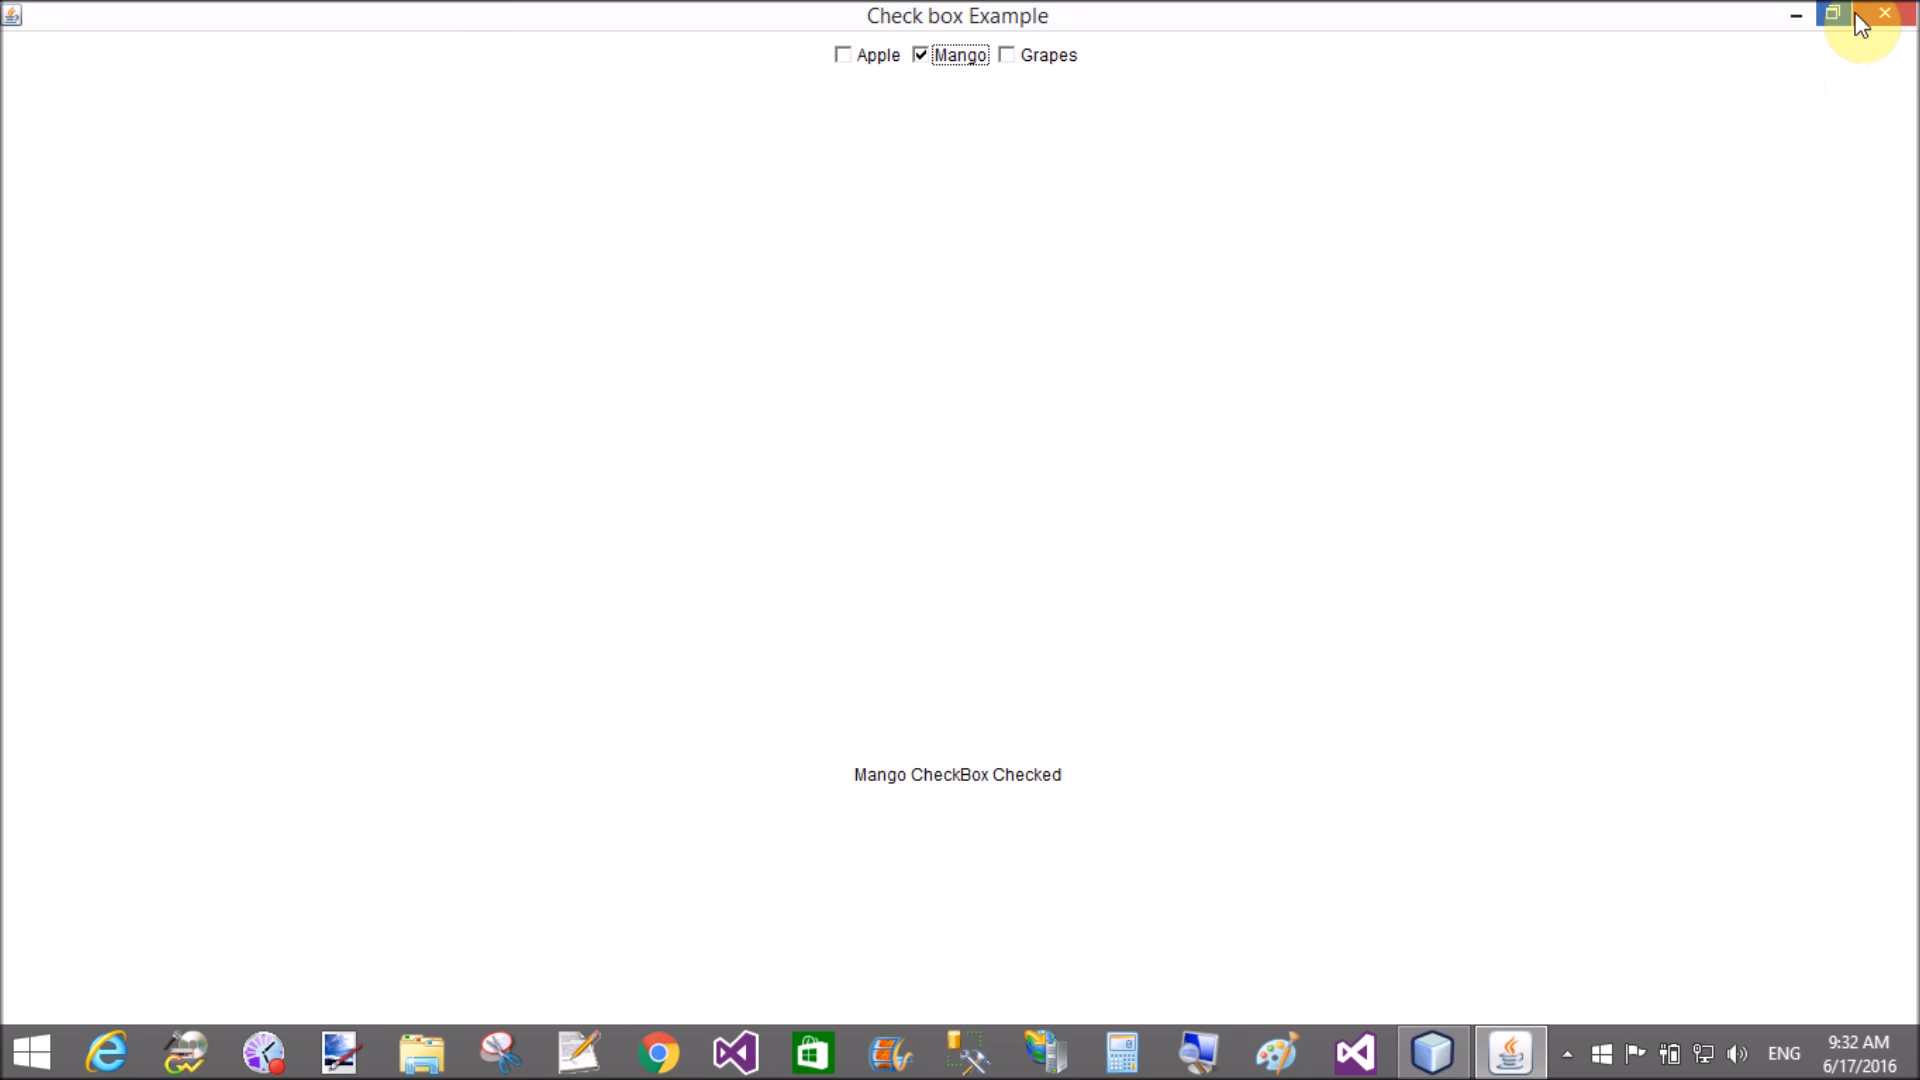 Check box Example
Apple Mango Grapes
Mango CheckBox Checked
ENG
9:32 AM
6/17/2016